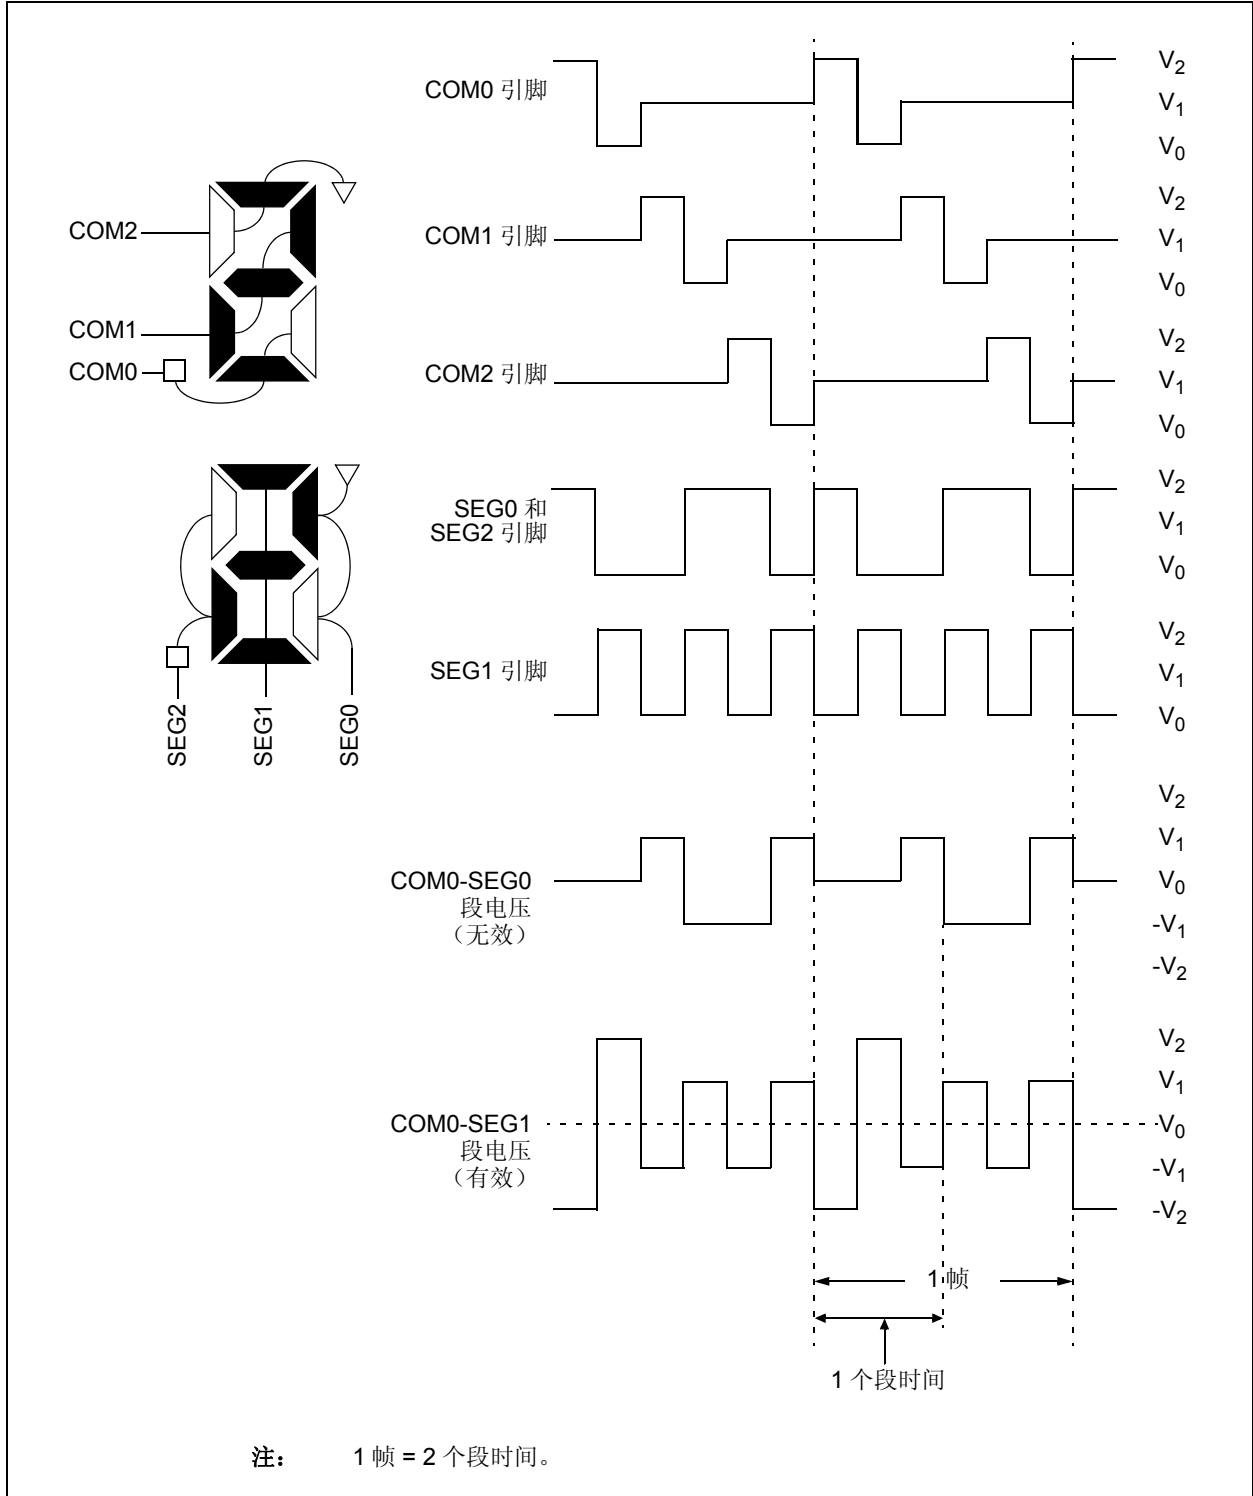 COM0 引脚
V2
V1
V0
COM2
COM1
COM0
COM1 引脚
V2
V1
V0
COM2 引脚
V2
V1
V0
SEG0 和
SEG2 引脚
V2
V1
V0
SEG2
SEG1
SEG0
SEG1 引脚
V2
V1
V0
COM0-SEG0
段电压
（无效）
V2
V1
V0
-V1
-V2
COM0-SEG1
段电压
（有效）
V2
V1
V0
-V1
-V2
1 帧
1 个段时间
注： 1 帧 = 2 个段时间。